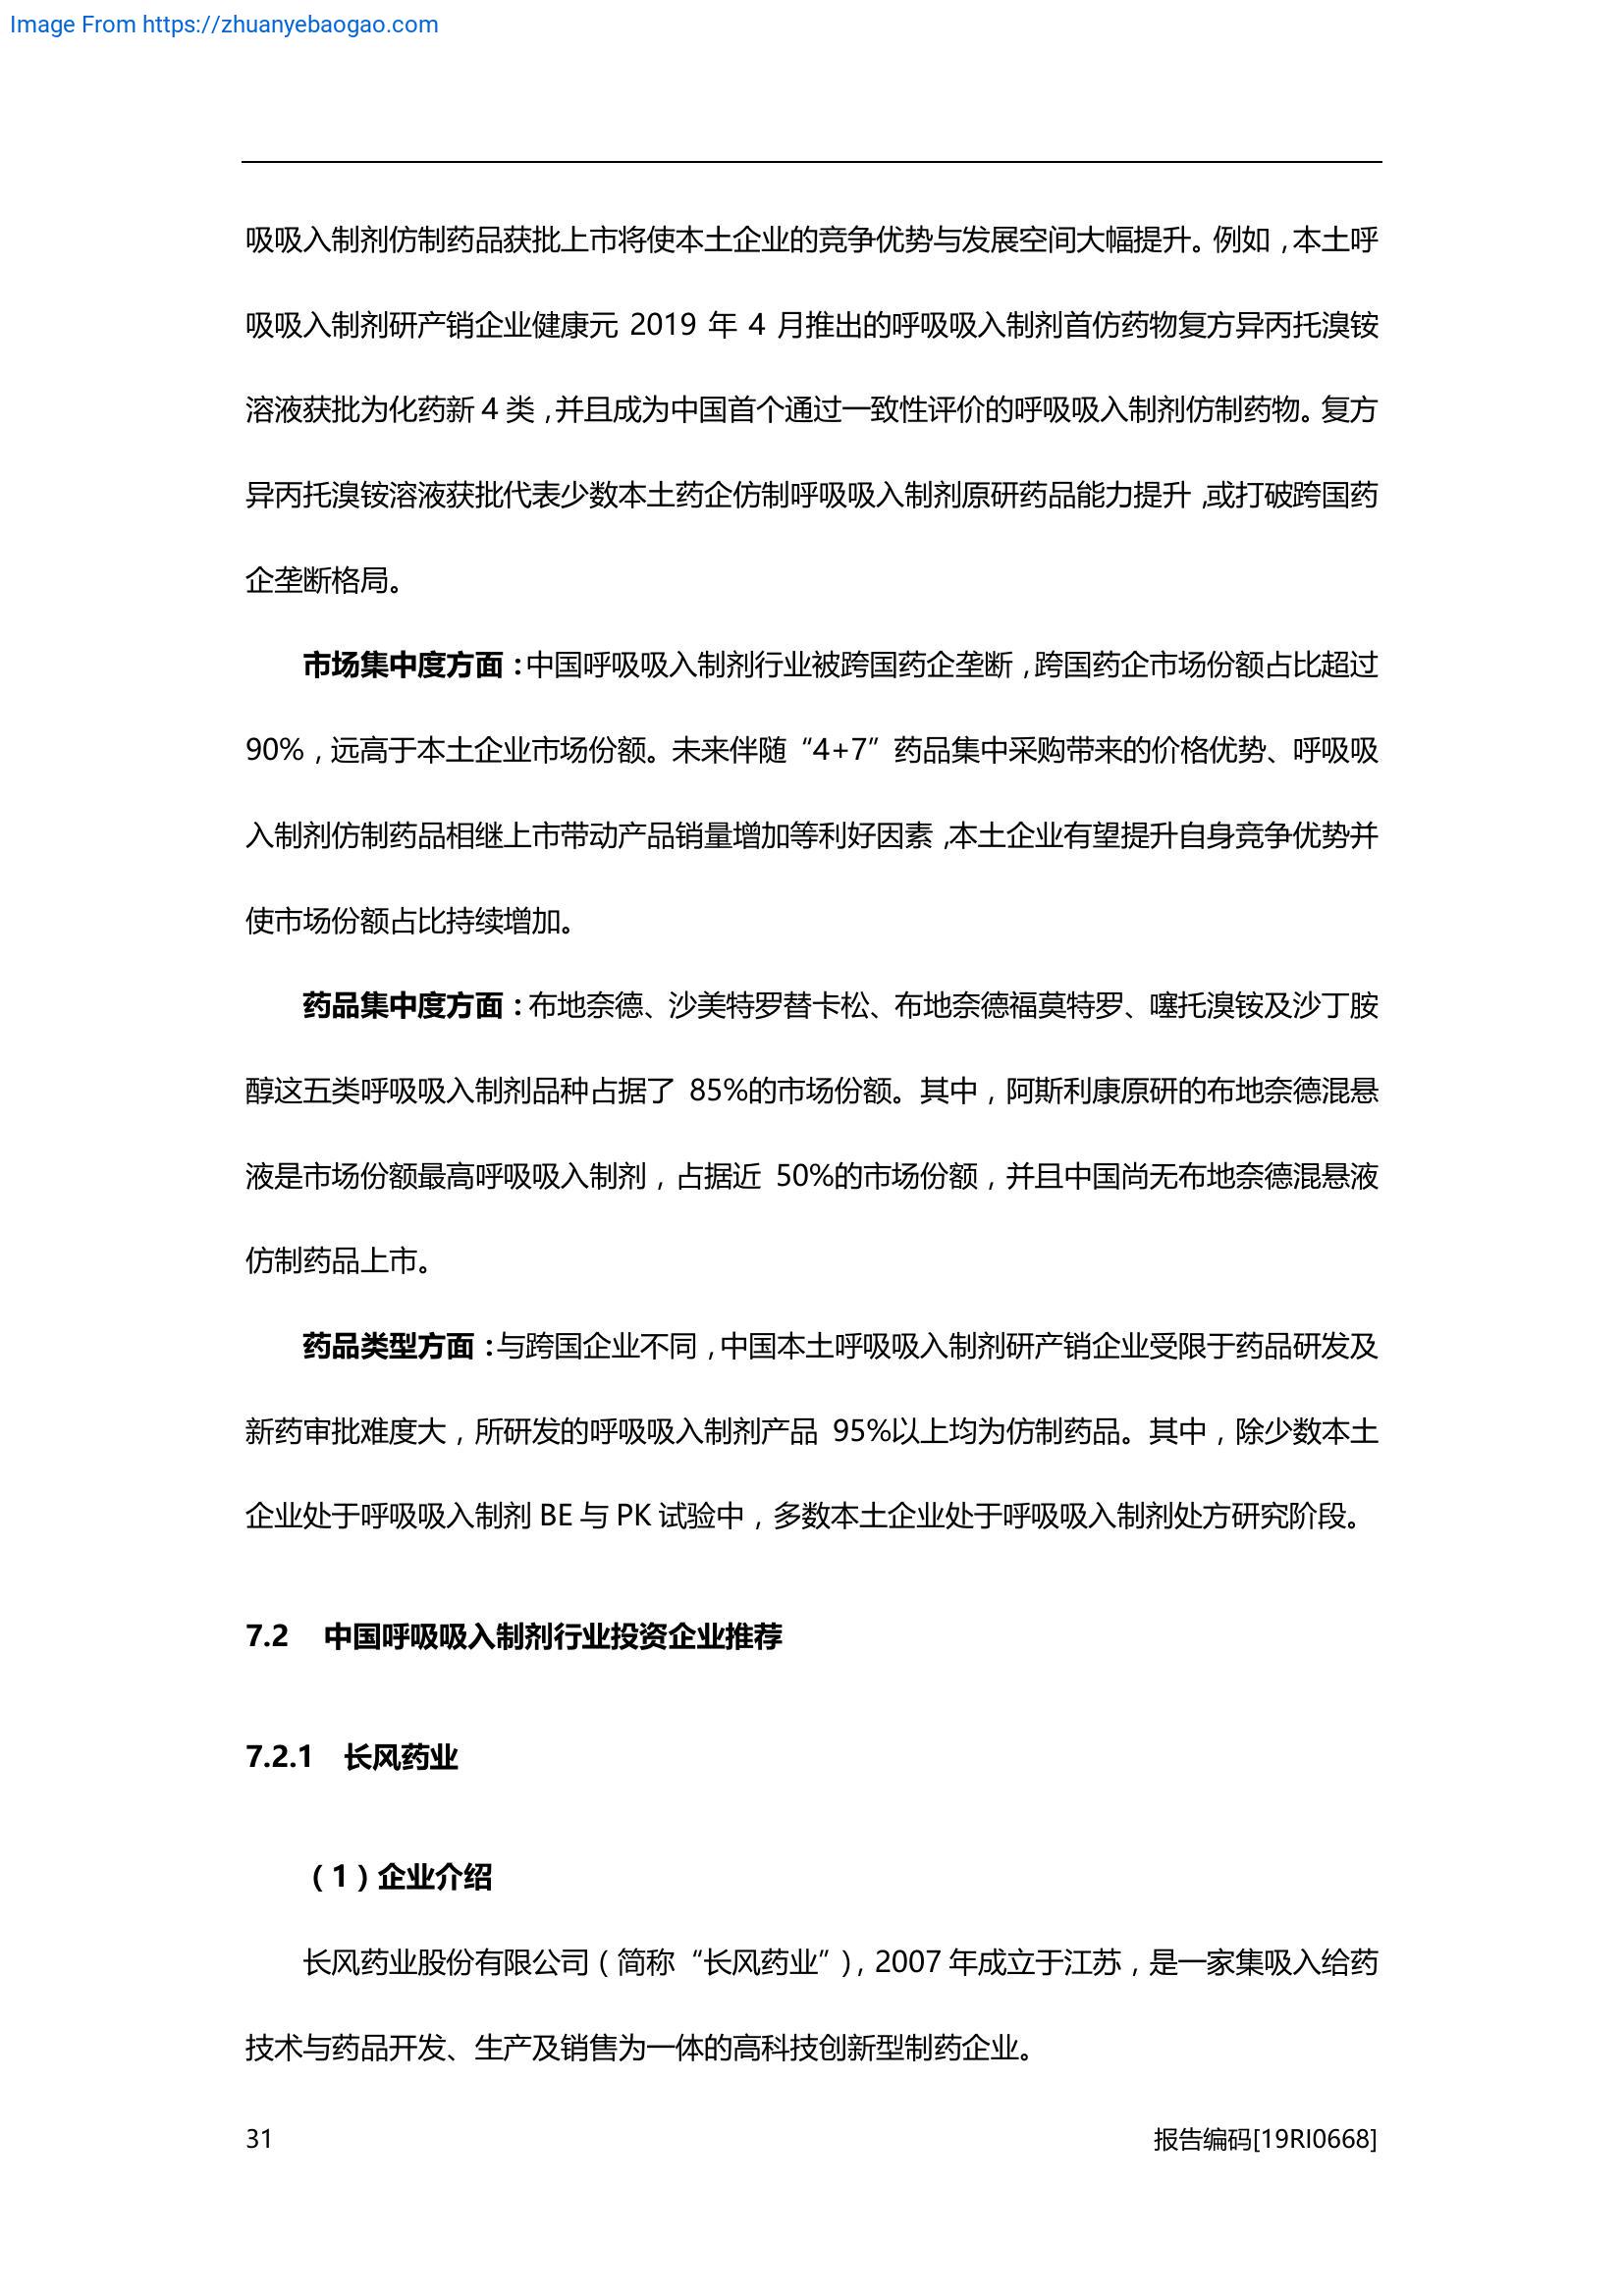 Image From https://zhuanyebaogao.com
吸吸入制剂仿制药品获批上市将使本土企业的竞争优势与发展空间大幅提升。例如，本土呼
吸吸入制剂研产销企业健康元 2019 年 4 月推出的呼吸吸入制剂首仿药物复方异丙托溴铵
溶液获批为化药新 4 类，并且成为中国首个通过一致性评价的呼吸吸入制剂仿制药物。复方
异丙托溴铵溶液获批代表少数本土药企仿制呼吸吸入制剂原研药品能力提升，或打破跨国药
企垄断格局。
市场集中度方面：中国呼吸吸入制剂行业被跨国药企垄断，跨国药企市场份额占比超过
90%，远高于本土企业市场份额。未来伴随“4+7”药品集中采购带来的价格优势、呼吸吸
入制剂仿制药品相继上市带动产品销量增加等利好因素，本土企业有望提升自身竞争优势并
使市场份额占比持续增加。
药品集中度方面：布地奈德、沙美特罗替卡松、布地奈德福莫特罗、噻托溴铵及沙丁胺
醇这五类呼吸吸入制剂品种占据了 85%的市场份额。其中，阿斯利康原研的布地奈德混悬
液是市场份额最高呼吸吸入制剂，占据近 50%的市场份额，并且中国尚无布地奈德混悬液
仿制药品上市。
药品类型方面：与跨国企业不同，中国本土呼吸吸入制剂研产销企业受限于药品研发及
新药审批难度大，所研发的呼吸吸入制剂产品 95%以上均为仿制药品。其中，除少数本土
企业处于呼吸吸入制剂 BE 与 PK 试验中，多数本土企业处于呼吸吸入制剂处方研究阶段。
7.2 中国呼吸吸入制剂行业投资企业推荐
7.2.1 长风药业
（1）企业介绍
长风药业股份有限公司（简称“长风药业”），2007 年成立于江苏，是一家集吸入给药
技术与药品开发、生产及销售为一体的高科技创新型制药企业。
31 报告编码[19RI0668]